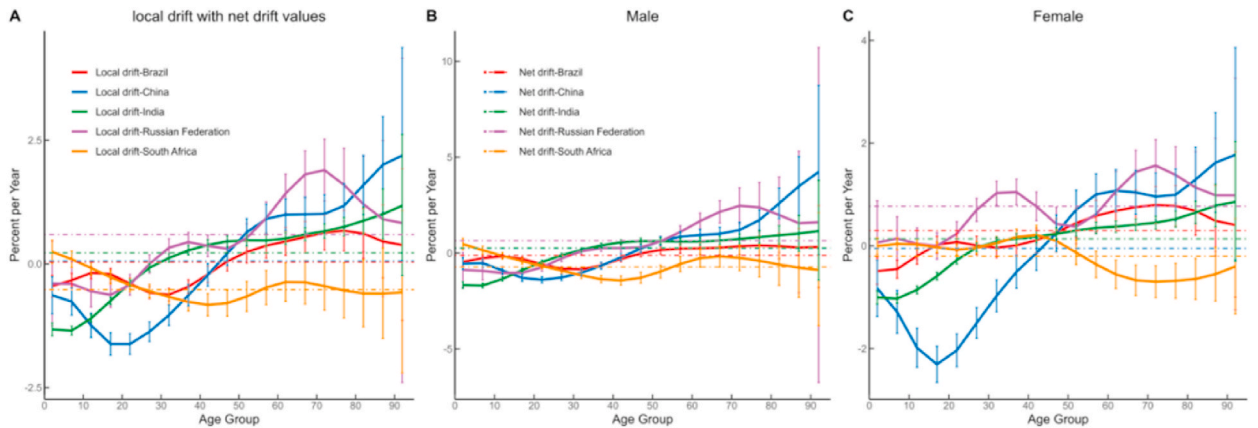 A local drift with net drift values
Percent per Year
2.5
0.0
-2.5
Local drift-Brazil
Local drift-China
Local drift-India
Local drift-Russian Federation
Local drift-South Africa
0 10 20 30 40 50 60 70 80 90
Age Group
B Male
Percent per Year
10
5
0
-5
Net drift-Brazil
Net drift-China
Net drift-India
Net drift-Russian Federation
Net drift-South Africa
0 10 20 30 40 50 60 70 80 90
Age Group
C Female
Percent per Year
4
2
0
-2
0 10 20 30 40 50 60 70 80 90
Age Group